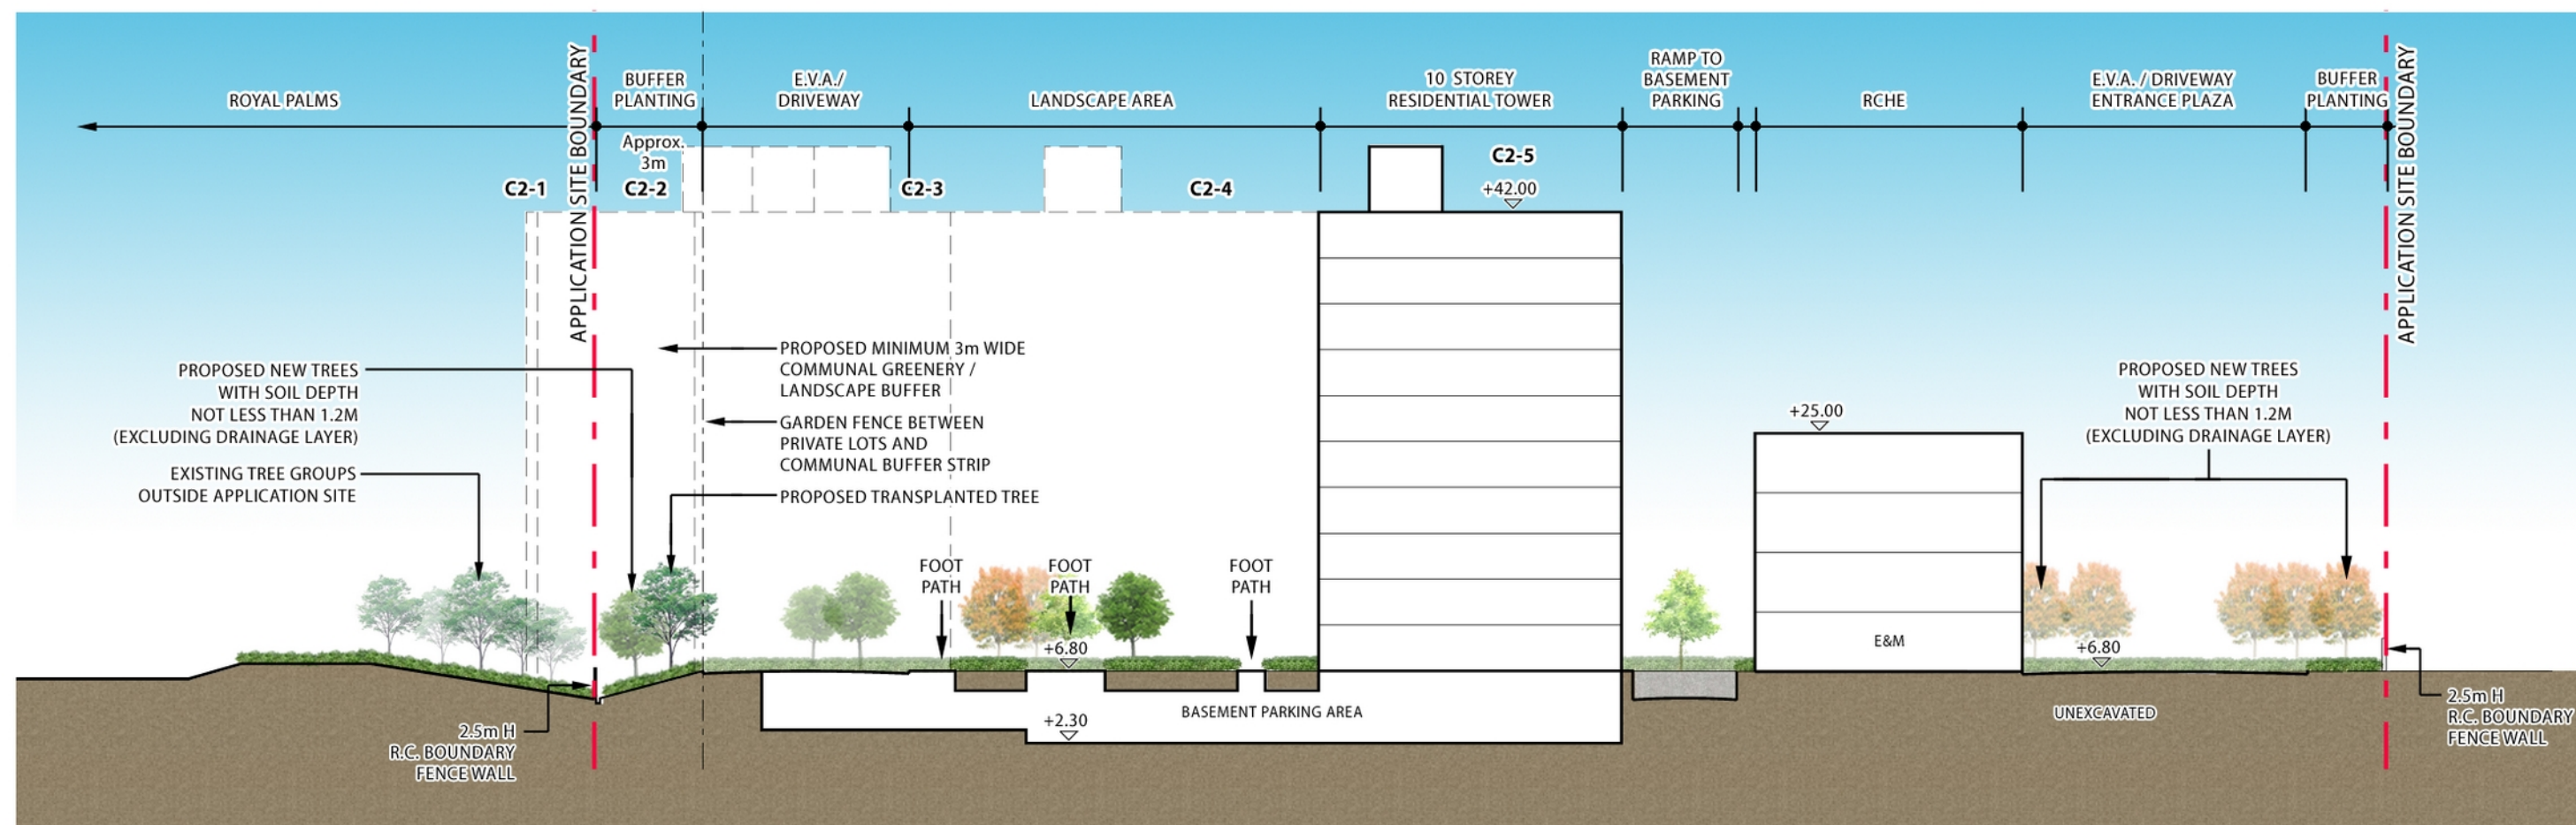 ROYAL PALMS
APPLICATION SITE BOUNDARY
BUFFER
PLANTING
E.V.A./
DRIVEWAY
LANDSCAPE AREA
10 STOREY
RESIDENTIAL TOWER
RAMP TO
BASEMENT
PARKING
RCHE
E.V.A. / DRIVEWAY
ENTRANCE PLAZA
BUFFER
PLANTING
APPLICATION SITE BOUNDARY
Approx.
3m
C2-1
C2-2
C2-3
C2-4
C2-5
+42.00
PROPOSED NEW TREES
WITH SOIL DEPTH
NOT LESS THAN 1.2M
(EXCLUDING DRAINAGE LAYER)
EXISTING TREE GROUPS
OUTSIDE APPLICATION SITE
PROPOSED MINIMUM 3m WIDE
COMMUNAL GREENERY /
LANDSCAPE BUFFER
GARDEN FENCE BETWEEN
PRIVATE LOTS AND
COMMUNAL BUFFER STRIP
PROPOSED TRANSPLANTED TREE
+25.00
PROPOSED NEW TREES
WITH SOIL DEPTH
NOT LESS THAN 1.2M
(EXCLUDING DRAINAGE LAYER)
FOOT
PATH
FOOT
PATH
FOOT
PATH
+6.80
E&M
+6.80
2.5m H
R.C. BOUNDARY
FENCE WALL
+2.30
BASEMENT PARKING AREA
UNEXCAVATED
2.5m H
R.C. BOUNDARY
FENCE WALL